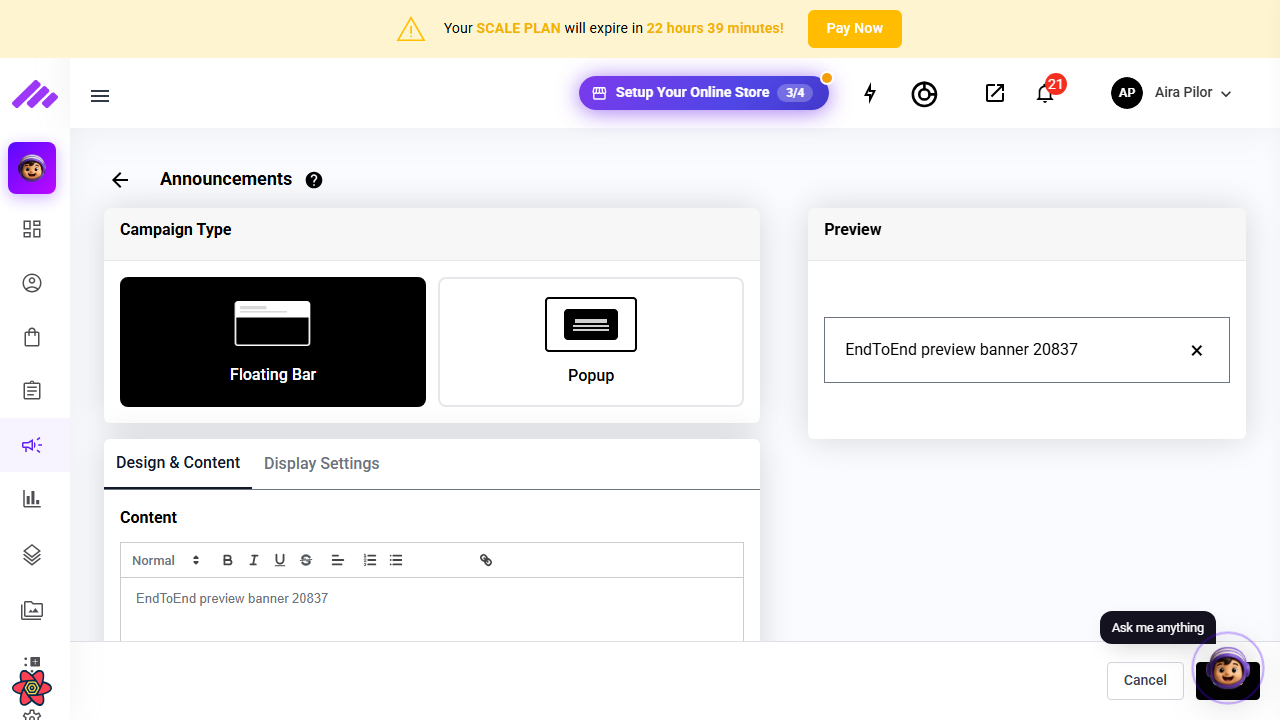 Your SCALE PLAN will expire in 22 hours 39 minutes!
Pay Now
Setup Your Online Store 3/4
21
AP
Aira Pilor
Announcements
Campaign Type
Preview
Floating Bar
Popup
EndToEnd preview banner 20837
Design & Content
Display Settings
Content
Normal
EndToEnd preview banner 20837
Ask me anything
Cancel